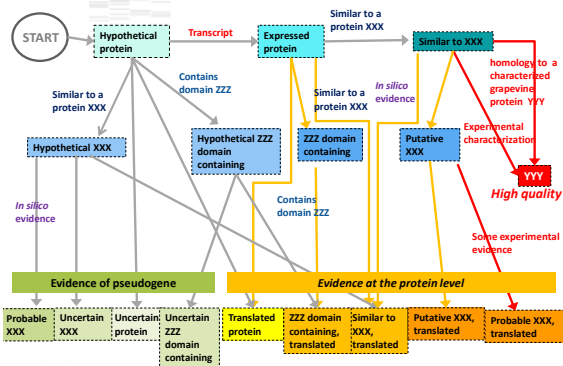 START
Hypothetical
protein
Transcript
Expressed
protein
Similar to a
protein XXX
Similar to XXX
Similar to a
protein XXX
Contains
domain ZZZ
Similar to a
protein XXX
In silico
evidence
homology to a
characterized
grapevine
protein YYY
Hypothetical XXX
Hypothetical ZZZ
domain
containing
ZZZ domain
containing
Putative
XXX
Experimental
characterization
YYY
High quality
In silico
evidence
Contains
domain ZZZ
Some experimental
evidence
Evidence of pseudogene
Evidence at the protein level
Probable
XXX
Uncertain
XXX
Uncertain
protein
Uncertain
ZZZ
domain
containing
Translated
protein
ZZZ domain
containing,
translated
Similar to
XXX,
translated
Putative XXX,
translated
Probable XXX,
translated